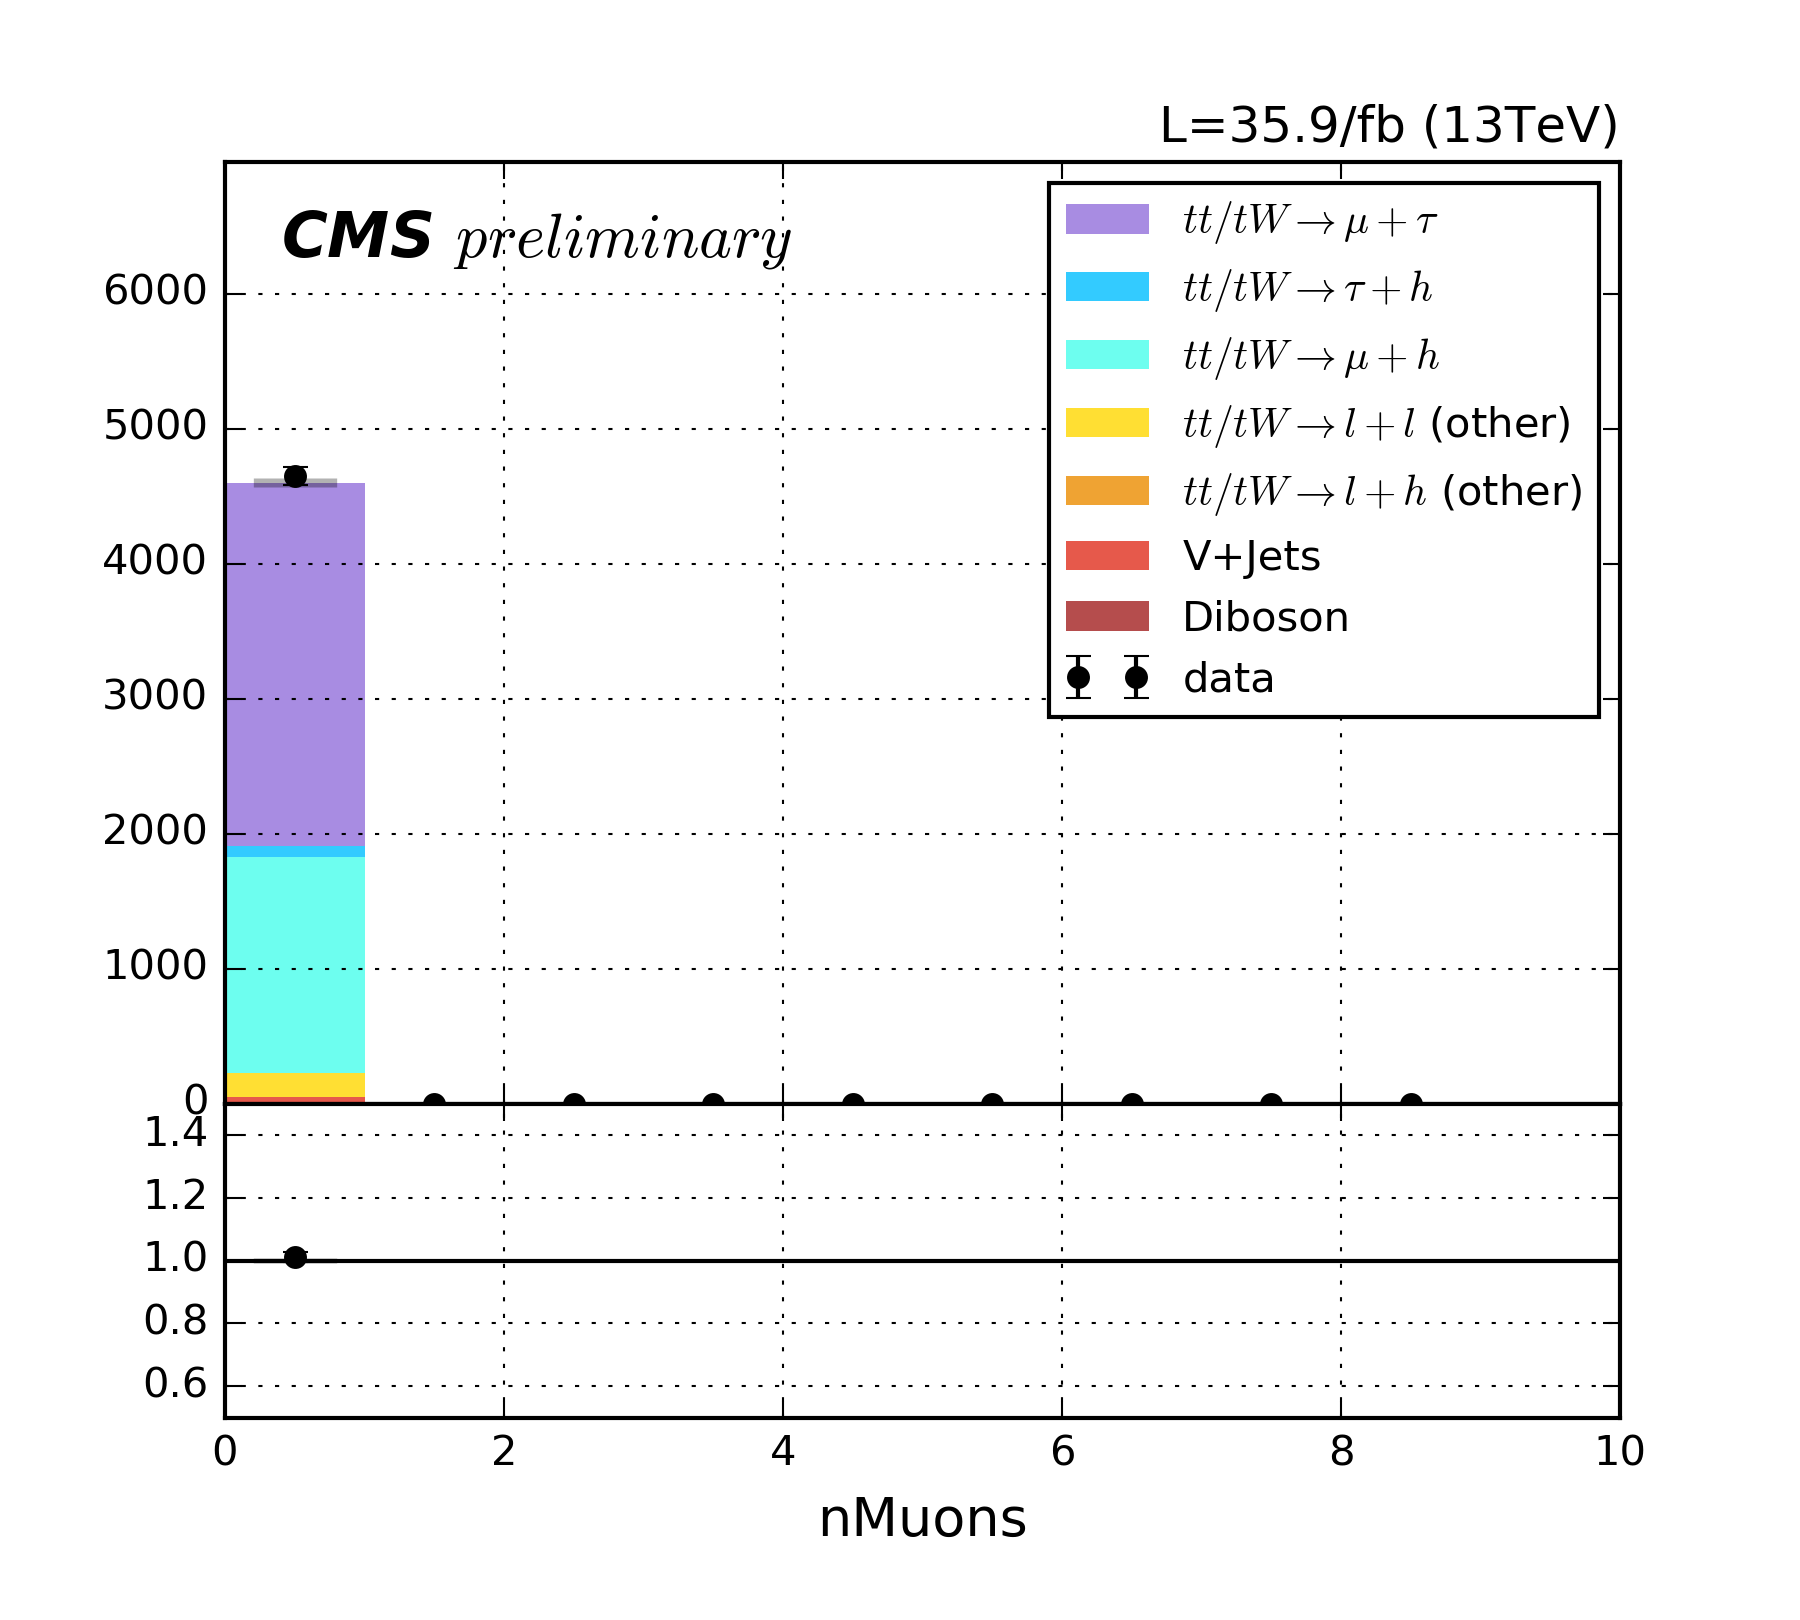 L=35.9/fb (13TeV)
CMS preliminary
tt/tW→μ+τ
tt/tW→τ+h
tt/tW→μ+h
tt/tW→l+l (other)
tt/tW→l+h (other)
V+Jets
Diboson
data
6000
5000
4000
3000
2000
1000
0
1.4
1.2
1.0
0.8
0.6
0 2 4 6 8 10
nMuons